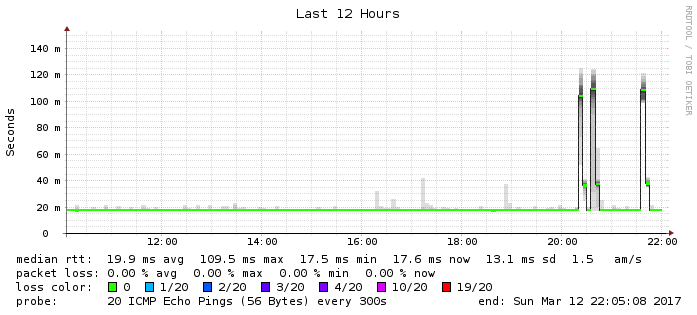 Last 12 Hours
RRDTOOL / TOBI OETIKER
Seconds
140 m
120 m
100 m
80 m
60 m
40 m
20 m
0
12:00 14:00 16:00 18:00 20:00 22:00
median rtt: 19.9 ms avg 109.5 ms max 17.5 ms min 17.6 ms now 13.1 ms sd 1.5 am/s
packet loss: 0.00 % avg 0.00 % max 0.00 % min 0.00 % now
loss color: 0 1/20 2/20 3/20 4/20 10/20 19/20
probe: 20 ICMP Echo Pings (56 Bytes) every 300s end: Sun Mar 12 22:05:08 2017